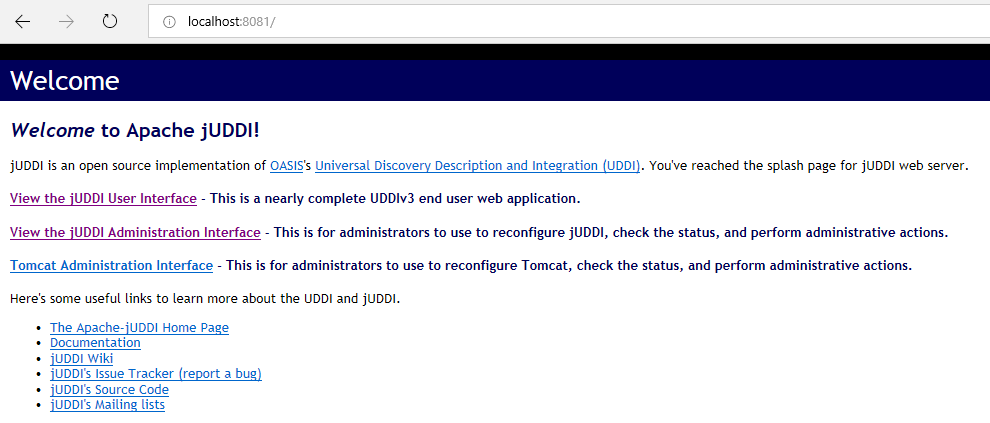 localhost:8081/
Welcome
Welcome to Apache jUDDI!
jUDDI is an open source implementation of OASIS's Universal Discovery Description and Integration (UDDI). You've reached the splash page for jUDDI web server.
View the jUDDI User Interface - This is a nearly complete UDDIv3 end user web application.
View the jUDDI Administration Interface - This is for administrators to use to reconfigure jUDDI, check the status, and perform administrative actions.
Tomcat Administration Interface - This is for administrators to use to reconfigure Tomcat, check the status, and perform administrative actions.
Here's some useful links to learn more about the UDDI and jUDDI.
• The Apache-jUDDI Home Page
• Documentation
• jUDDI Wiki
• jUDDI's Issue Tracker (report a bug)
• jUDDI's Source Code
• jUDDI's Mailing lists